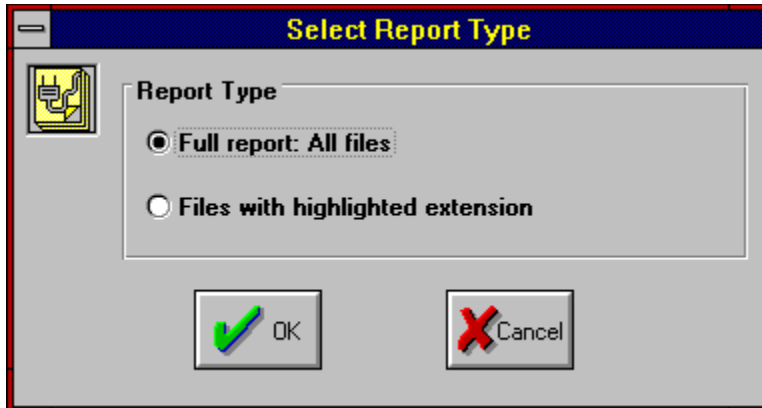 Select Report Type
Report Type
Full report: All files
Files with highlighted extension
OK
Cancel